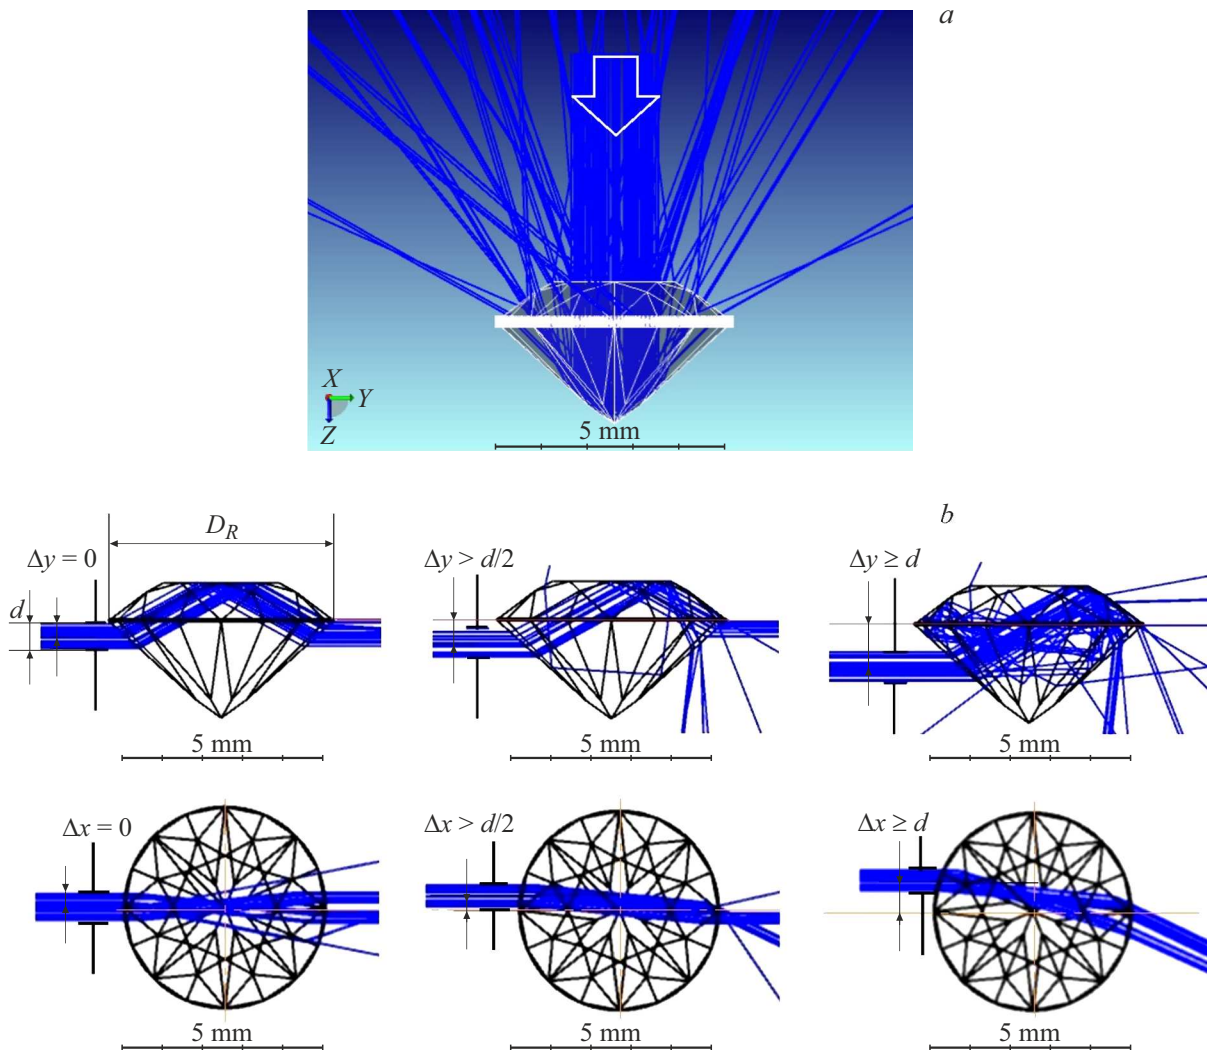 a
X
Y
Z
5 mm
b
D_R
Δy = 0
Δy > d/2
Δy ≥ d
d
5 mm
5 mm
5 mm
Δx = 0
Δx > d/2
Δx ≥ d
5 mm
5 mm
5 mm